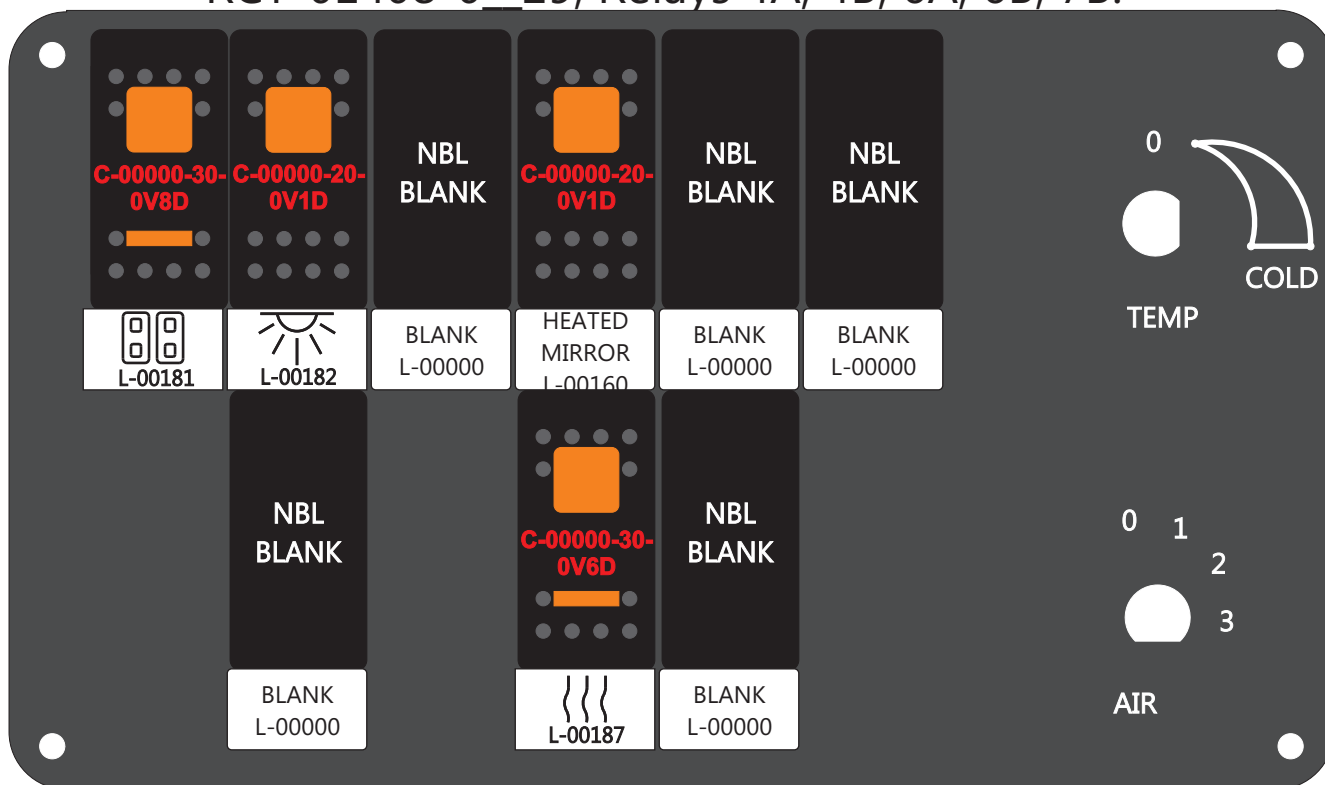 C-00000-30-
0V8D
C-00000-20-
0V1D
NBL
BLANK
C-00000-20-
0V1D
NBL
BLANK
NBL
BLANK
0
COLD
TEMP
L-00181
L-00182
BLANK
L-00000
HEATED
MIRROR
L-00160
BLANK
L-00000
BLANK
L-00000
NBL
BLANK
C-00000-30-
0V6D
NBL
BLANK
0
1
2
3
AIR
BLANK
L-00000
L-00187
BLANK
L-00000